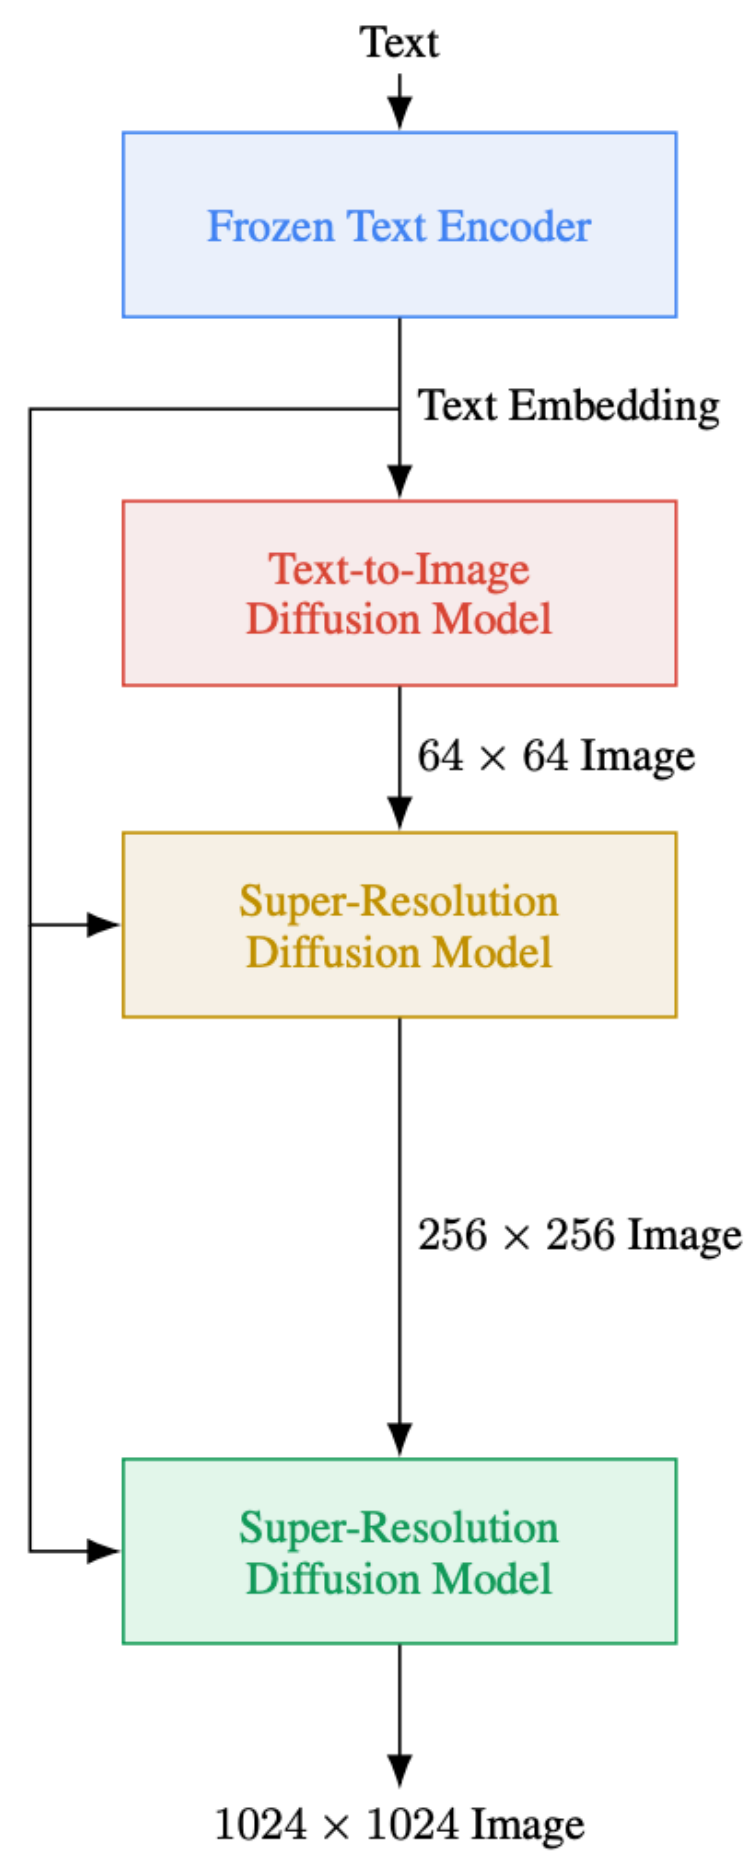 Text
Frozen Text Encoder
Text Embedding
Text-to-Image
Diffusion Model
64 × 64 Image
Super-Resolution
Diffusion Model
256 × 256 Image
Super-Resolution
Diffusion Model
1024 × 1024 Image